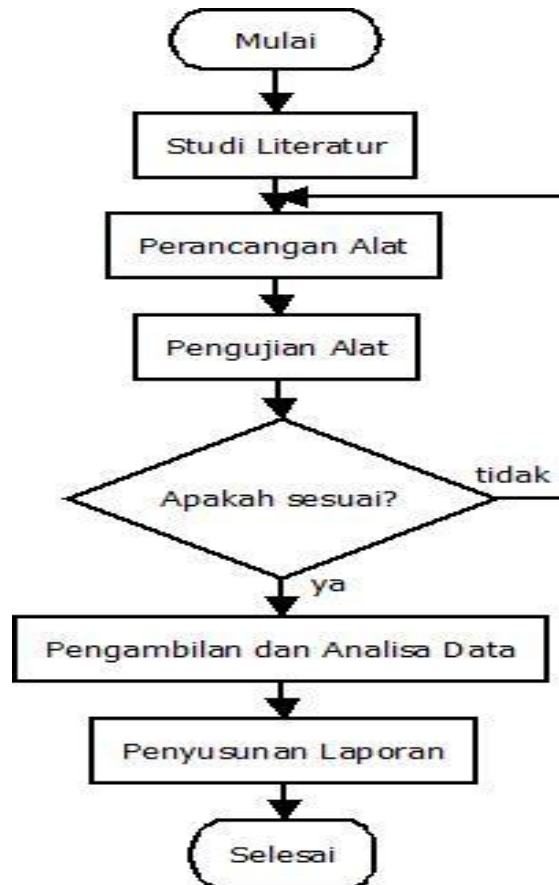 Mulai
Studi Literatur
Perancangan Alat
Pengujian Alat
Apakah sesuai?
tidak
ya
Pengambilan dan Analisa Data
Penyusunan Laporan
Selesai